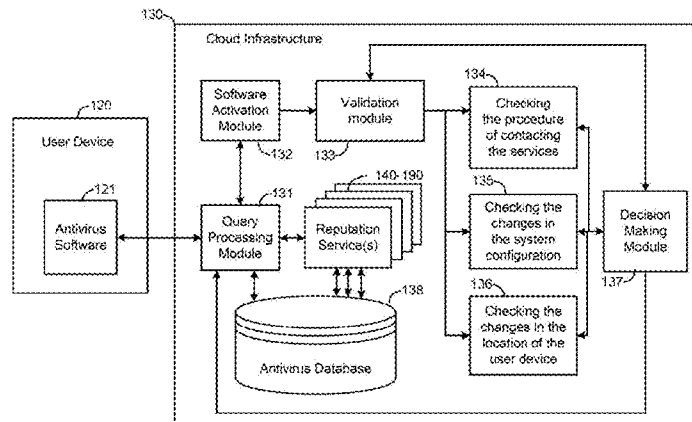 130
Cloud Infrastructure
120
User Device
121
Antivirus
Software
Software
Activation
Module
132
Validation
module
133
134
Checking
the procedure
of contacting
the services
131
Query
Processing
Module
140-190
Reputation
Service(s)
135
Checking the
changes in
the system
configuration
Decision
Making
Module
137
138
Antivirus Database
136
Checking the
changes in the
location of the
user device